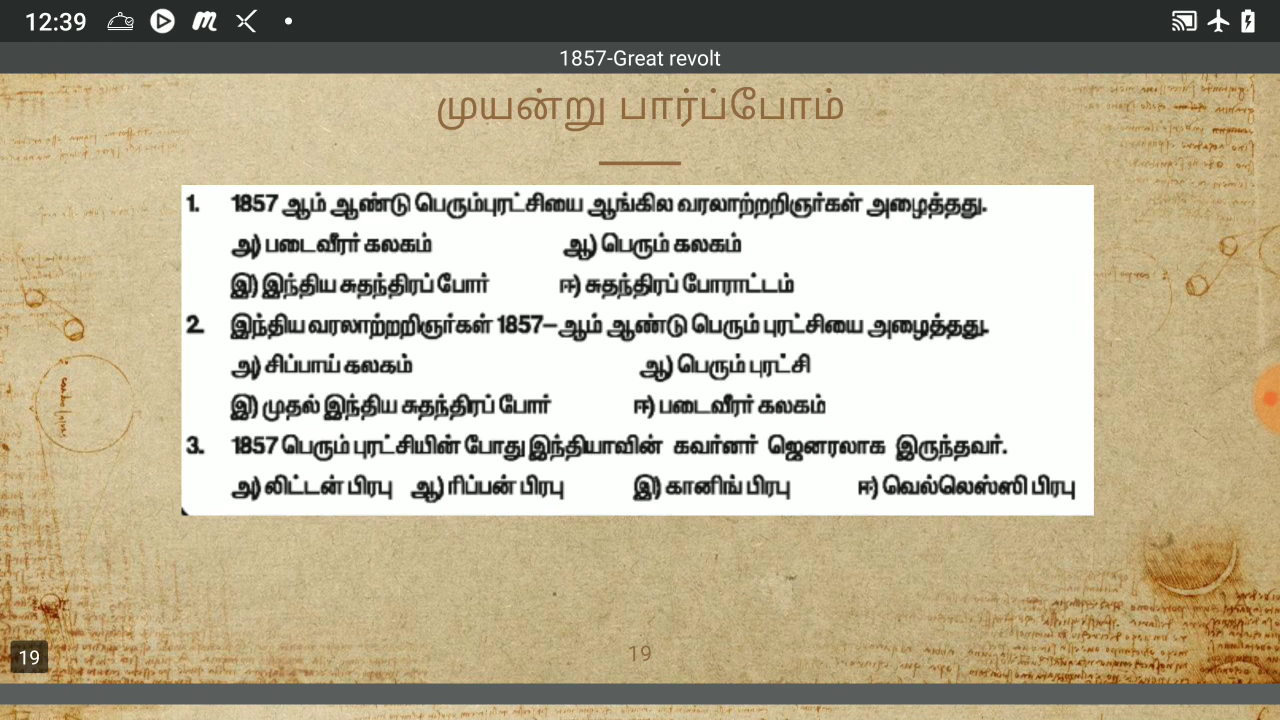 12:39
1857-Great revolt
முயன்று பார்ப்போம்
1. 1857 ஆம் ஆண்டு பெரும்புரட்சியை ஆங்கில வரலாற்றறிஞர்கள் அழைத்தது.
அ) படைவீரர் கலகம் ஆ) பெரும் கலகம்
இ) இந்திய சுதந்திரப் போர் ஈ) சுதந்திரப் போராட்டம்
2. இந்திய வரலாற்றறிஞர்கள் 1857–ஆம் ஆண்டு பெரும் புரட்சியை அழைத்தது.
அ) சிப்பாய் கலகம் ஆ) பெரும் புரட்சி
இ) முதல் இந்திய சுதந்திரப் போர் ஈ) படைவீரர் கலகம்
3. 1857 பெரும் புரட்சியின் போது இந்தியாவின் கவர்னர் ஜெனரலாக இருந்தவர்.
அ) லிட்டன் பிரபு ஆ) ரிப்பன் பிரபு இ) கானிங் பிரபு ஈ) வெல்லெஸ்ஸி பிரபு
19
19